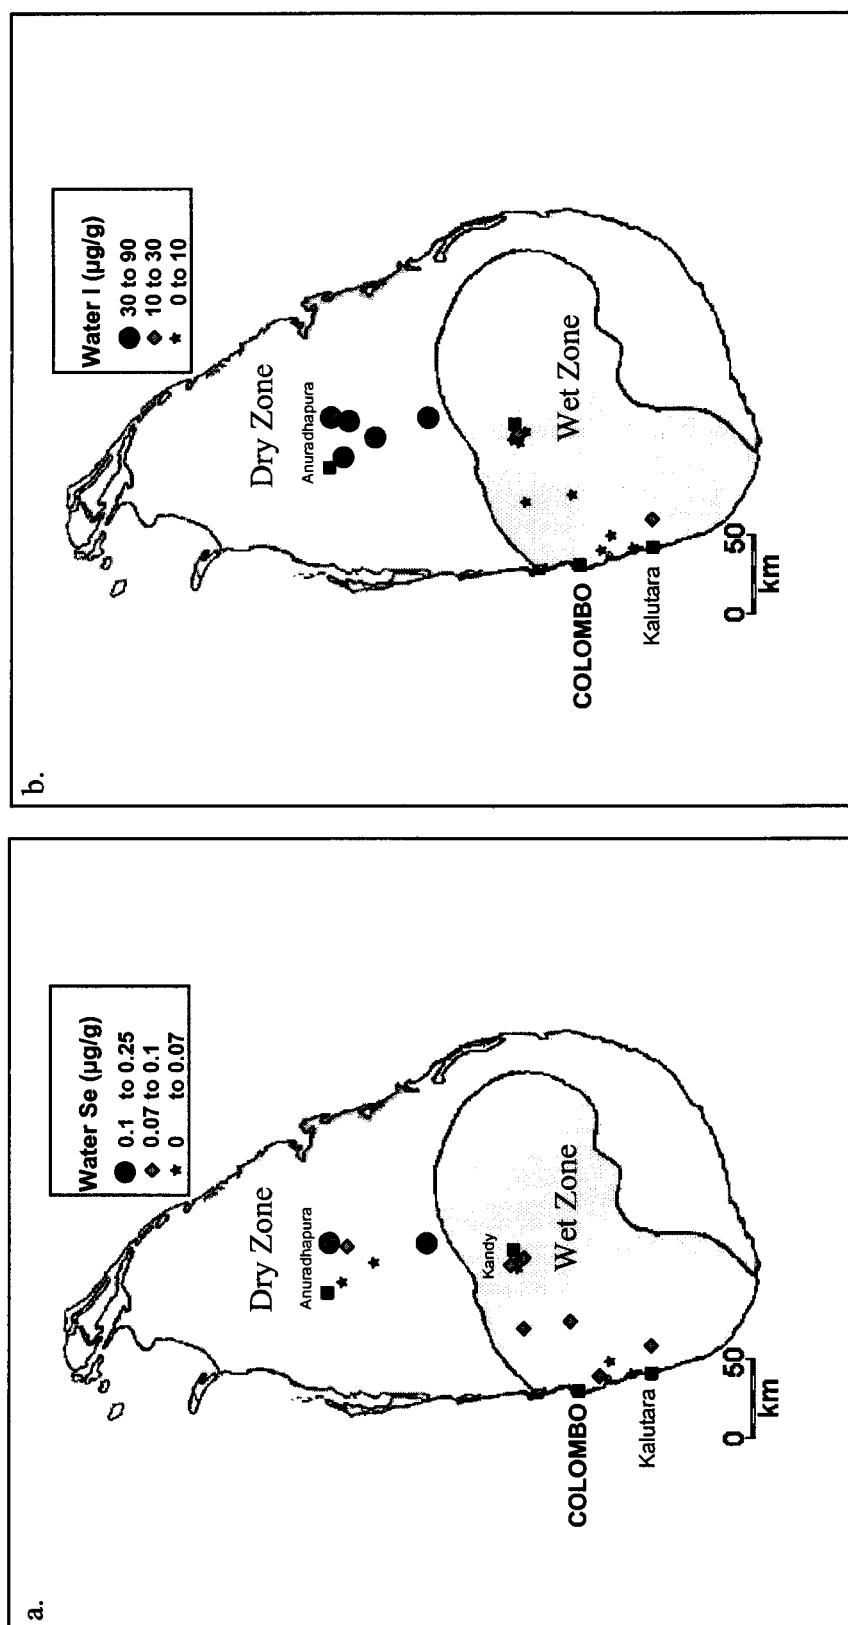 a.
Water Se (µg/g)
0.1 to 0.25
0.07 to 0.1
0 to 0.07
Dry Zone
Anuradhapura
Kandy
Wet Zone
COLOMBO
Kalutara
0 50
km
b.
Water I (µg/g)
30 to 90
10 to 30
0 to 10
Dry Zone
Anuradhapura
Wet Zone
COLOMBO
Kalutara
0 50
km